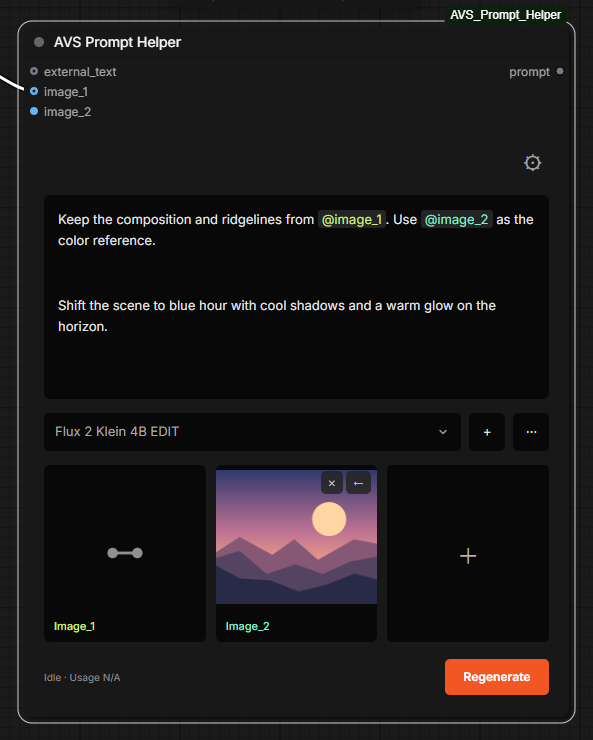 AVS_Prompt_Helper
AVS Prompt Helper
external_text
prompt
image_1
image_2
Keep the composition and ridgelines from @image_1. Use @image_2 as the
color reference.
Shift the scene to blue hour with cool shadows and a warm glow on the
horizon.
Flux 2 Klein 4B EDIT
+
...
×
←
+
Image_1
Image_2
Idle · Usage N/A
Regenerate